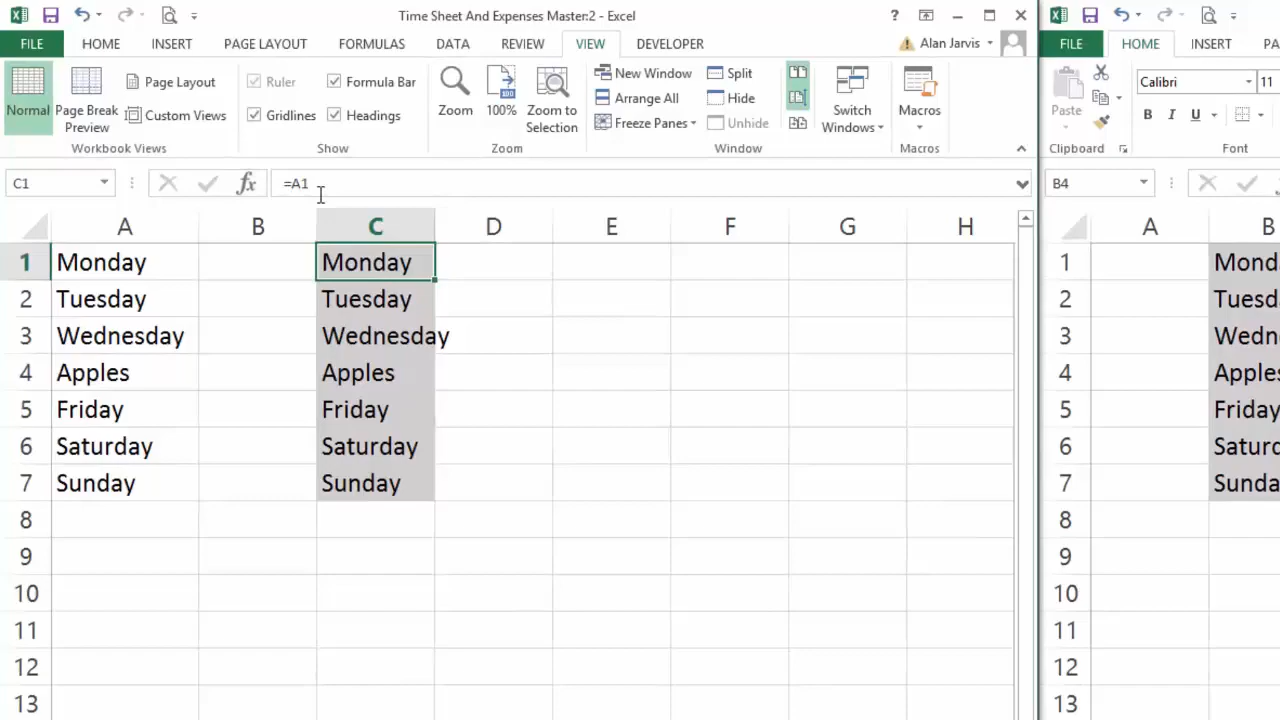 Time Sheet And Expenses Master:2 - Excel
FILE HOME INSERT PAGE LAYOUT FORMULAS DATA REVIEW VIEW DEVELOPER Alan Jarvis
Normal
Page Break
Preview
Page Layout
Custom Views
Workbook Views
Ruler
Formula Bar
Gridlines
Headings
Show
Zoom
100%
Zoom to
Selection
Zoom
New Window
Arrange All
Freeze Panes
Split
Hide
Unhide
Switch
Windows
Window
Macros
Macros
C1 fx =A1
A B C D E F G H
1 Monday Monday
2 Tuesday Tuesday
3 Wednesday Wednesday
4 Apples Apples
5 Friday Friday
6 Saturday Saturday
7 Sunday Sunday
8
9
10
11
12
13
FILE HOME INSERT PA
Paste
Clipboard
Calibri 11
B I U
Font
B4
A B
1 Mond
2 Tuesd
3 Wedn
4 Apples
5 Friday
6 Satur
7 Sunda
8
9
10
11
12
13